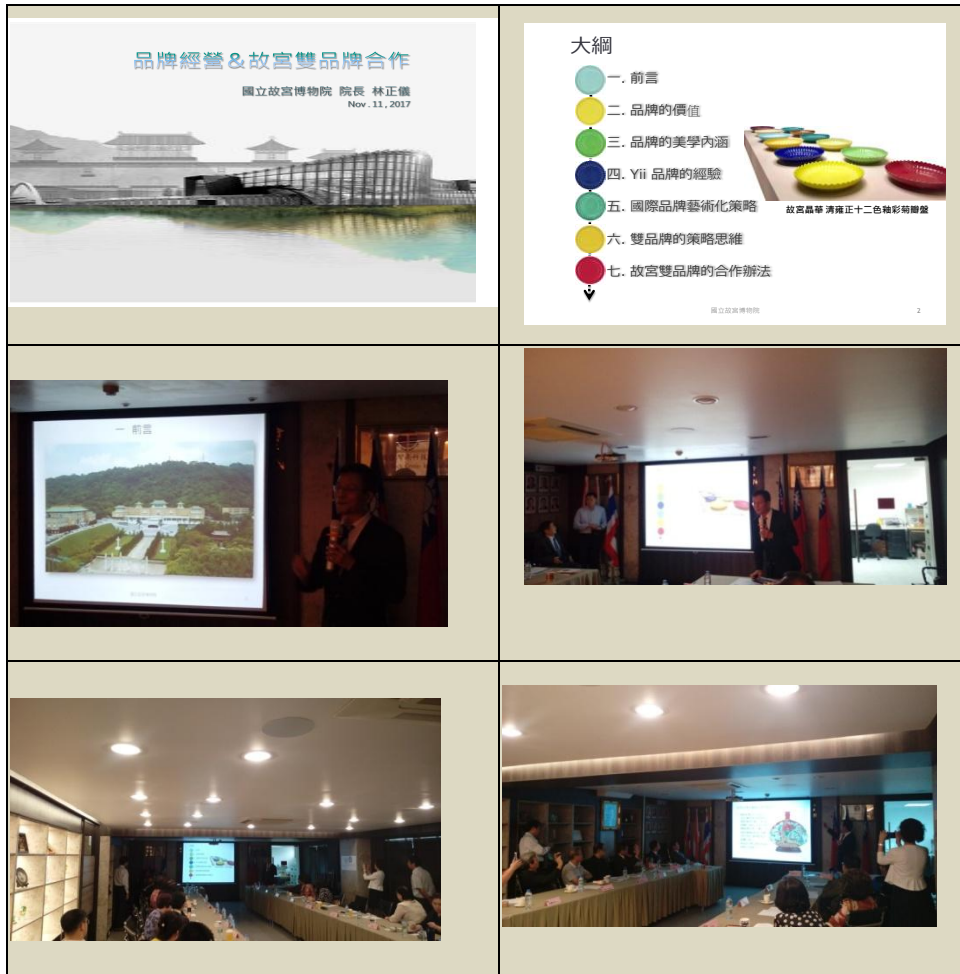 品牌經營&故宮雙品牌合作
國立故宮博物院 院長 林正儀
Nov. 11, 2017
大綱
一. 前言
二. 品牌的價值
三. 品牌的美學內涵
四. Yii 品牌的經驗
五. 國際品牌藝術化策略
六. 雙品牌的策略思維
七. 故宮雙品牌的合作辦法
故宮晶華 清雍正十二色釉彩菊瓣盤
國立故宮博物院
2
一 前言